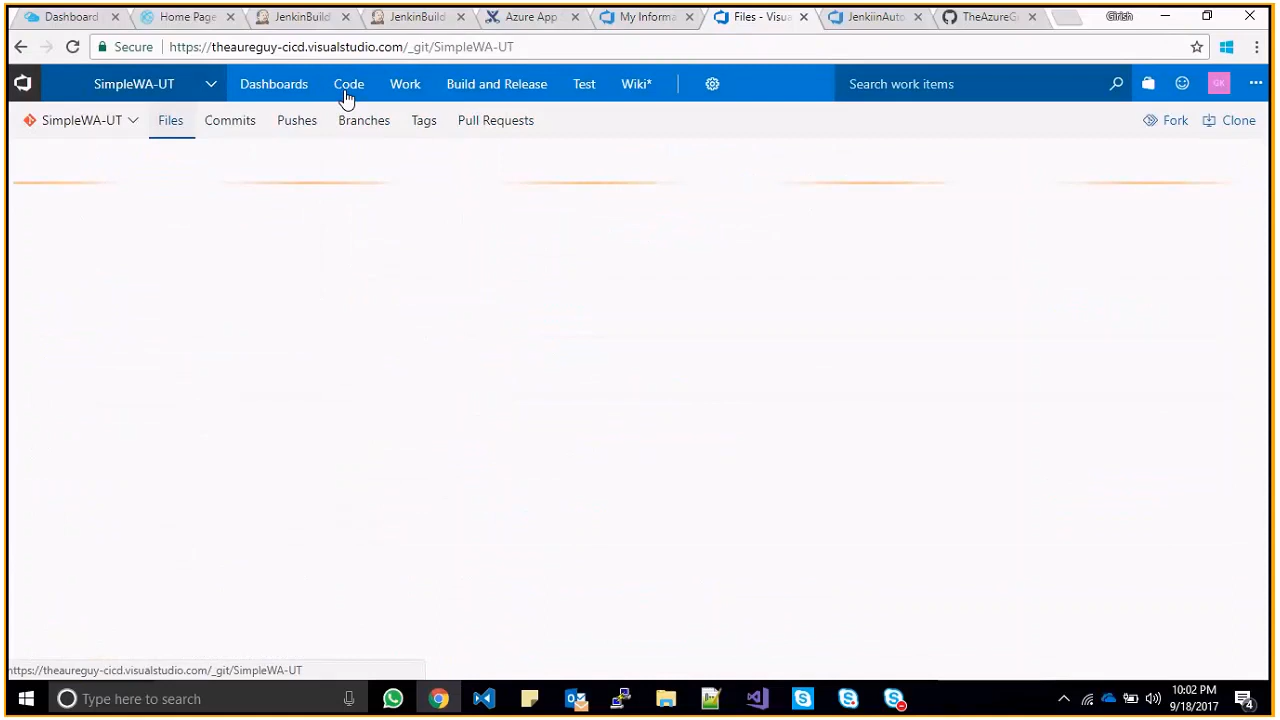 Dashboard
Home Page
JenkinBuild
JenkinBuild
Azure App
My Informa
Files - Visua
JenkiinAuto
TheAzureG
Girish
Secure
https://theaureguy-cicd.visualstudio.com/_git/SimpleWA-UT
SimpleWA-UT
Dashboards
Code
Work
Build and Release
Test
Wiki*
Search work items
GK
SimpleWA-UT
Files
Commits
Pushes
Branches
Tags
Pull Requests
Fork
Clone
https://theaureguy-cicd.visualstudio.com/_git/SimpleWA-UT
Type here to search
10:02 PM
9/18/2017
4